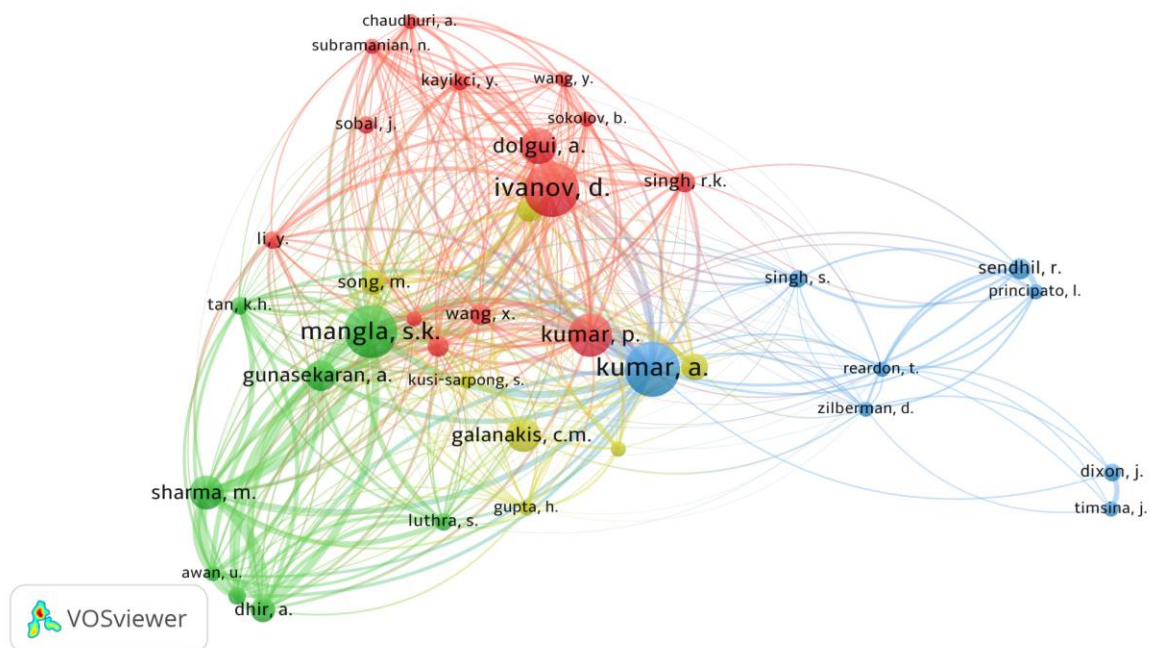 chaudhuri, a.
subramanian, n.
kayikci, y.
wang, y.
sobal, j.
sokolov, b.
dolgui, a.
ivanov, d.
singh, r.k.
li, y.
song, m.
singh, s.
sendhil, r.
principato, l.
tan, k.h.
wang, x.
mangla, s.k.
kumar, p.
gunasekaran, a.
kusi-sarpong, s.
kumar, a.
reardon, t.
zilberman, d.
galanakis, c.m.
dixon, j.
sharma, m.
gupta, h.
timsina, j.
luthra, s.
awan, u.
dhir, a.
VOSviewer